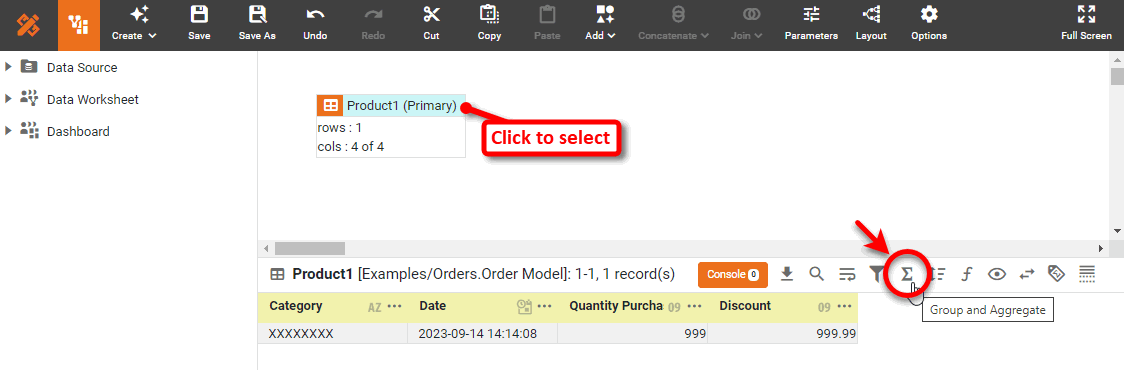 Create
Save
Save As
Undo
Redo
Cut
Copy
Paste
Add
Concatenate
Join
Parameters
Layout
Options
Full Screen
Data Source
Data Worksheet
Dashboard
Product1 (Primary)
rows : 1
cols : 4 of 4
Click to select
Product1 [Examples/Orders.Order Model]: 1-1, 1 record(s)
Console 0
Group and Aggregate
Category AZ ••• Date ••• Quantity Purcha 09 ••• Discount 09 •••
XXXXXXXX 2023-09-14 14:14:08 999 999.99